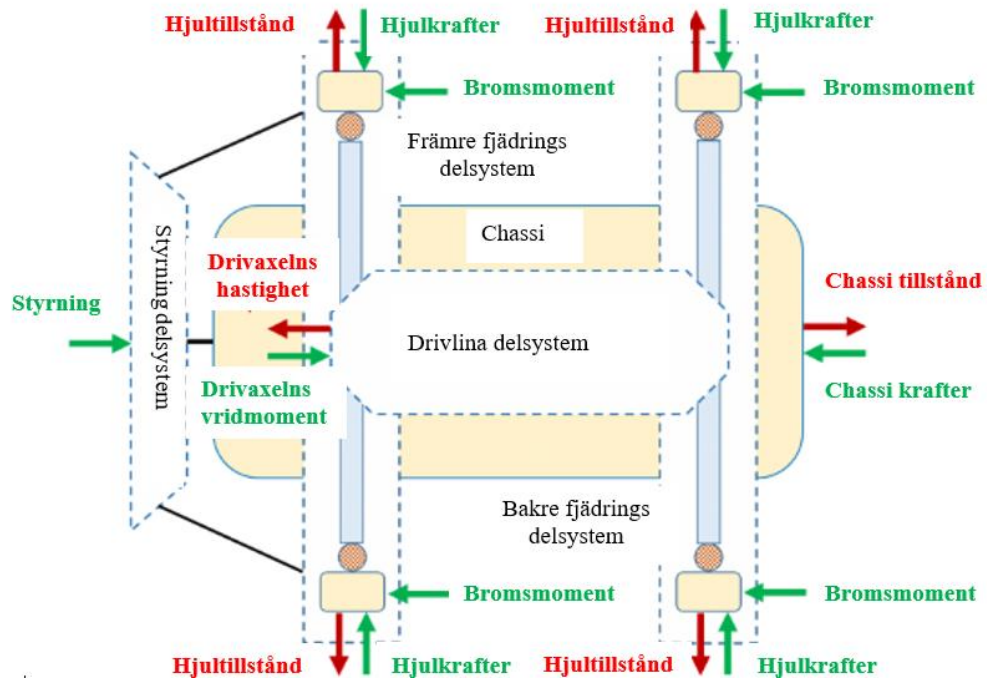 Hjultillstånd
Hjulkrafter
Hjultillstånd
Hjulkrafter
Bromsmoment
Bromsmoment
Främre fjädrings
delsystem
Chassi
Styrning delsystem
Drivaxelns
hastighet
Styrning
Drivlina delsystem
Chassi tillstånd
Drivaxelns
vridmoment
Chassi krafter
Bakre fjädrings
delsystem
Bromsmoment
Bromsmoment
Hjultillstånd
Hjulkrafter
Hjultillstånd
Hjulkrafter